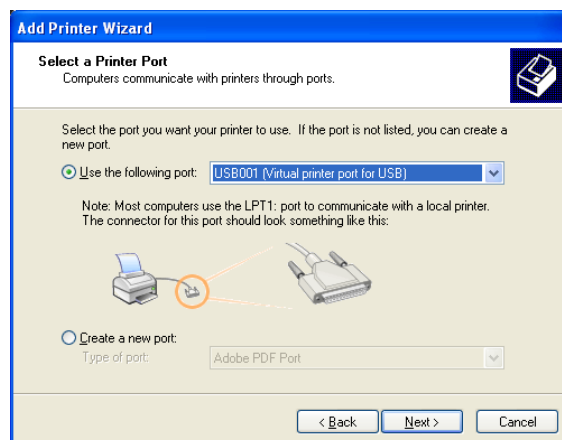 Add Printer Wizard
Select a Printer Port
Computers communicate with printers through ports.
Select the port you want your printer to use. If the port is not listed, you can create a
new port.
Use the following port: USB001 (Virtual printer port for USB)
Note: Most computers use the LPT1: port to communicate with a local printer.
The connector for this port should look something like this:
Create a new port:
Type of port: Adobe PDF Port
< Back Next > Cancel